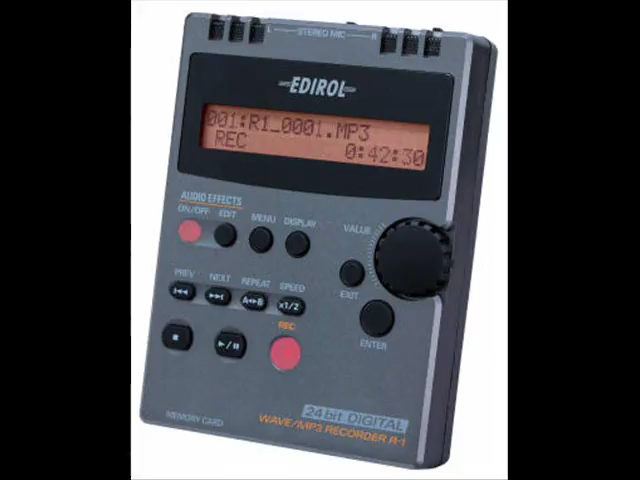 L STEREO MIC R
EDIROL
001:R1_0001.MP3
REC 0:42:30
AUDIO EFFECTS
ON/OFF EDIT MENU DISPLAY
VALUE
PREV NEXT REPEAT SPEED
A B x1/2
EXIT
REC
ENTER
24bit DIGITAL
MEMORY CARD
WAVE/MP3 RECORDER R-1